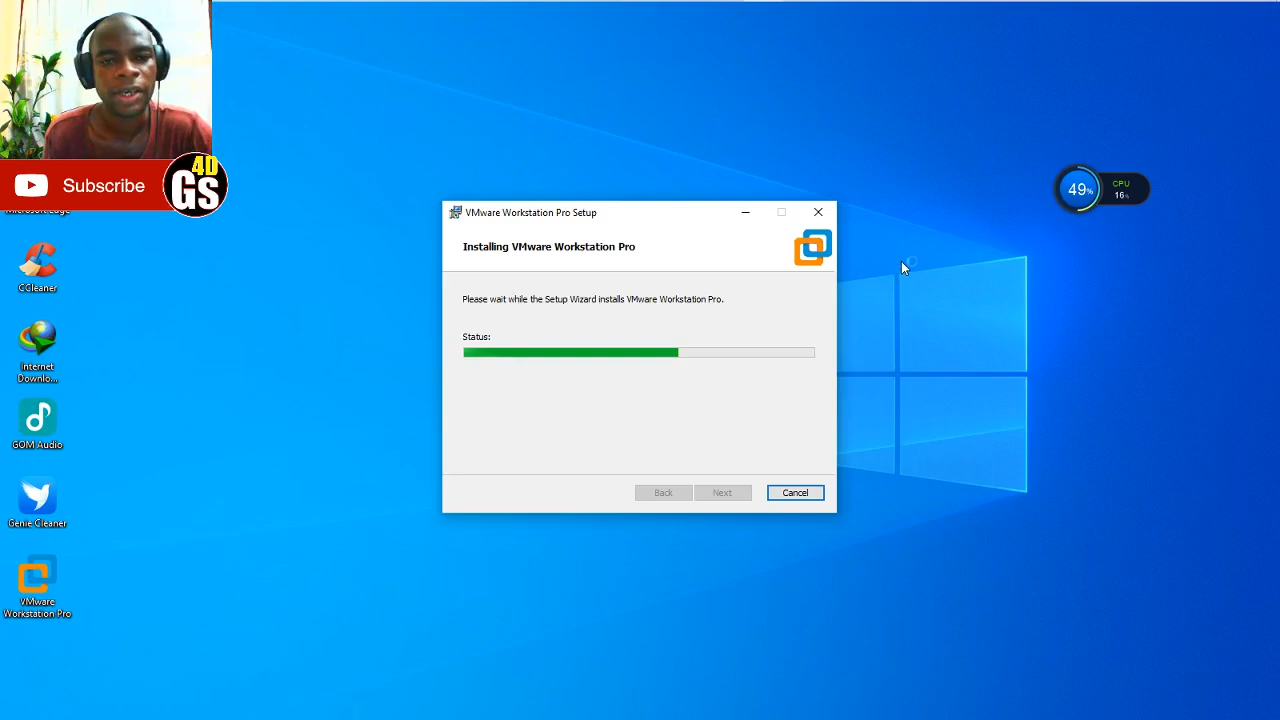 4D
GS
Subscribe
Microsoft Edge
CCleaner
Internet
Downlo...
GOM Audio
Genie Cleaner
VMware
Workstation Pro
VMware Workstation Pro Setup
Installing VMware Workstation Pro
Please wait while the Setup Wizard installs VMware Workstation Pro.
Status:
Back
Next
Cancel
49%
CPU
16%